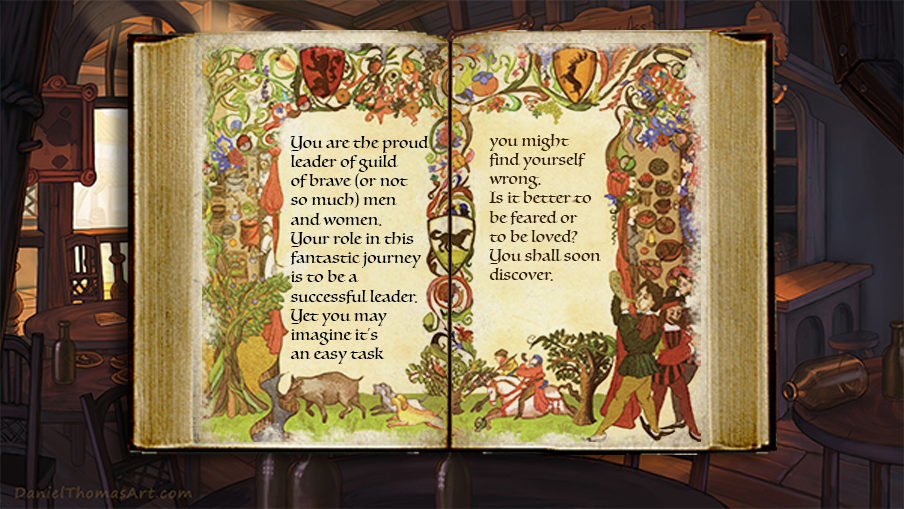 You are the proud
leader of guild
of brave (or not
so much) men
and women.
Your role in this
fantastic journey
is to be a
successful leader.
Yet you may
imagine it's
an easy task
you might
find yourself
wrong.
Is it better to
be feared or
to be loved?
You shall soon
discover.
DanielThomasArt.com